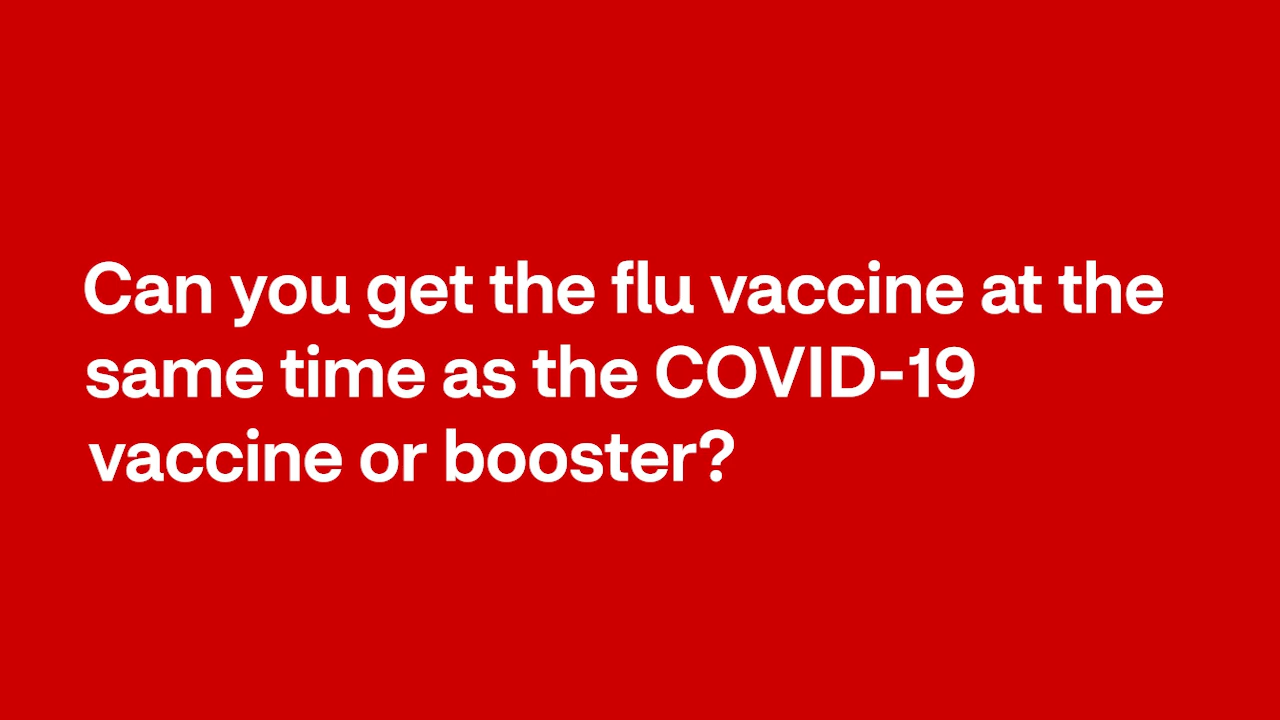 Can you get the flu vaccine at the
same time as the COVID-19
vaccine or booster?